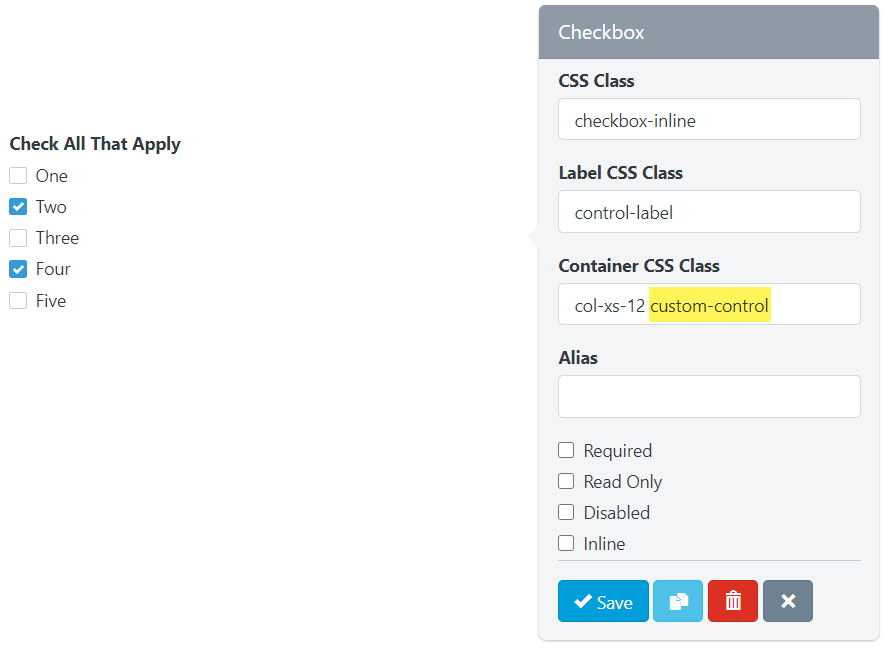 Check All That Apply
One
Two
Three
Four
Five
Checkbox
CSS Class
checkbox-inline
Label CSS Class
control-label
Container CSS Class
col-xs-12 custom-control
Alias
Required
Read Only
Disabled
Inline
Save